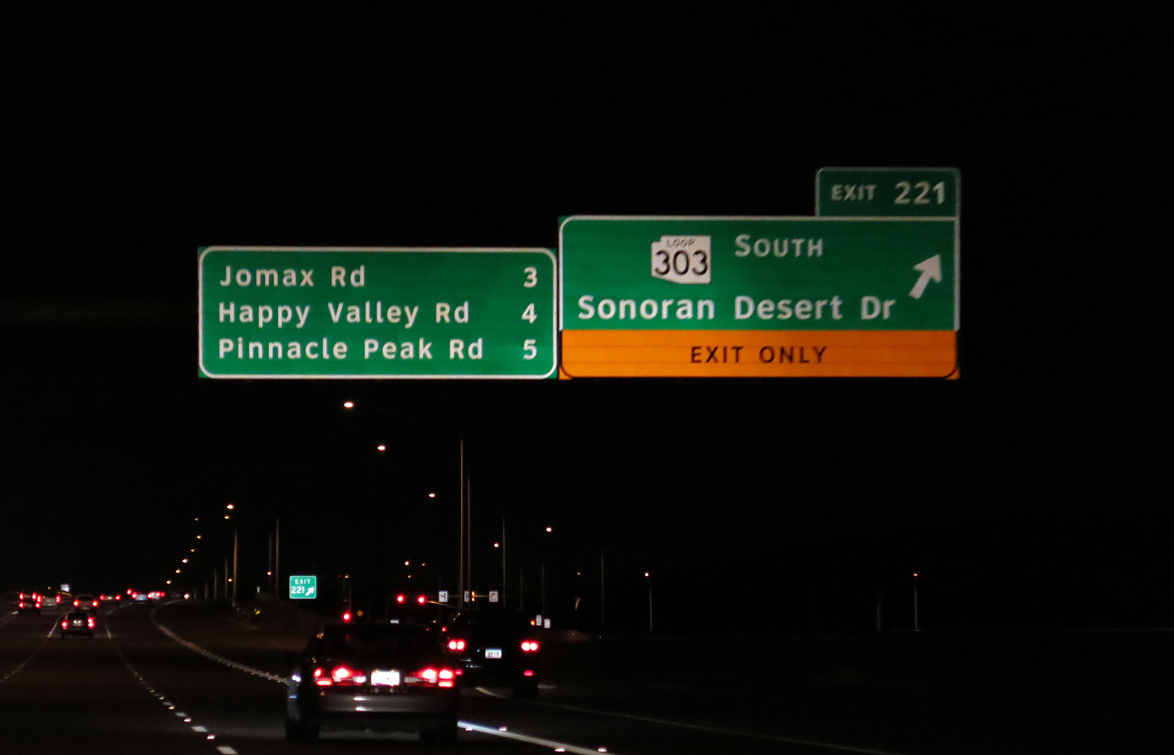 Jomax Rd 3
Happy Valley Rd 4
Pinnacle Peak Rd 5
EXIT 221
LOOP
303
SOUTH
Sonoran Desert Dr
EXIT ONLY
EXIT
221